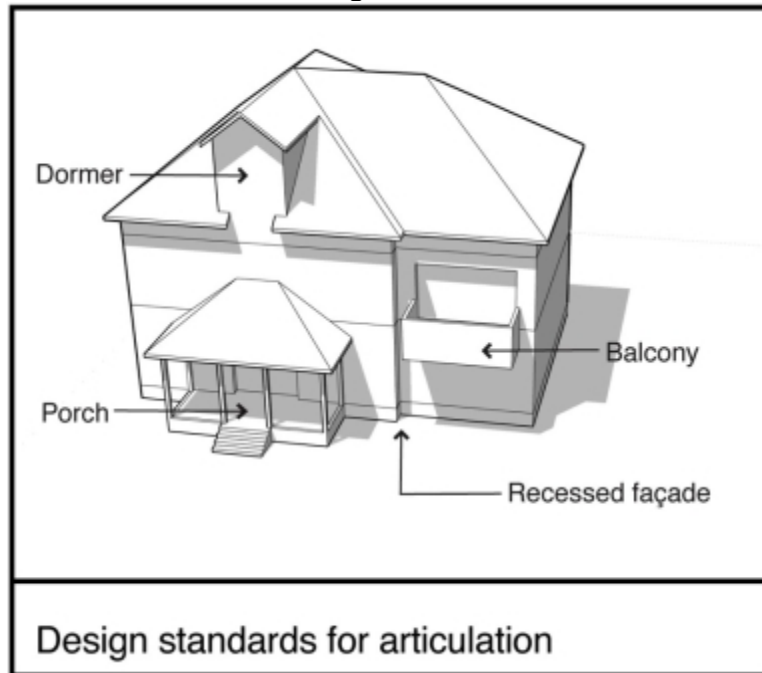 Dormer
Balcony
Porch
Recessed façade
Design standards for articulation